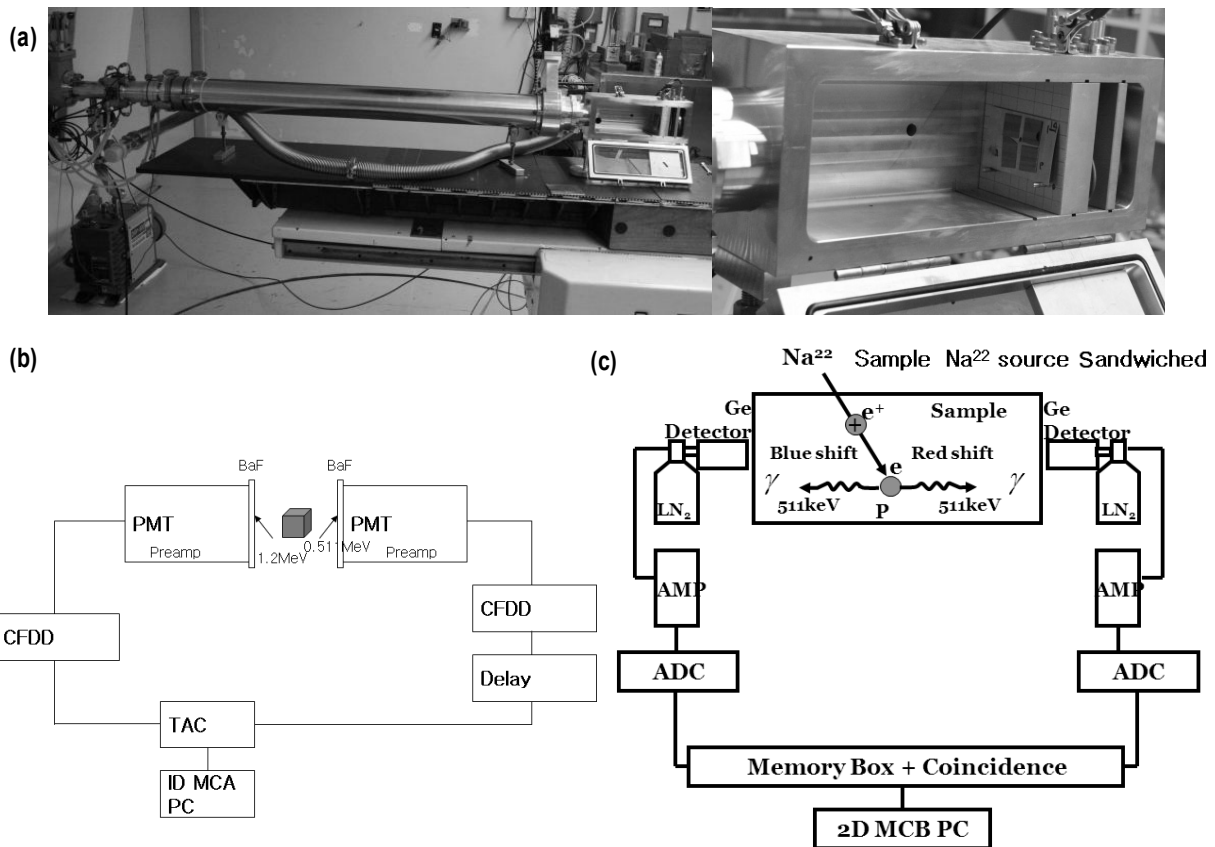 (a)
(b)
BaF
BaF
PMT
Preamp
1.2MeV
0.511MeV
PMT
Preamp
CFDD
CFDD
Delay
TAC
ID MCA
PC
(c)
Na²² Sample Na²² source Sandwiched
Ge
Detector
e⁺
+
Sample
Ge
Detector
Blue shift
e
Red shift
γ
γ
511keV
P
511keV
LN₂
LN₂
AMP
AMP
ADC
ADC
Memory Box + Coincidence
2D MCB PC